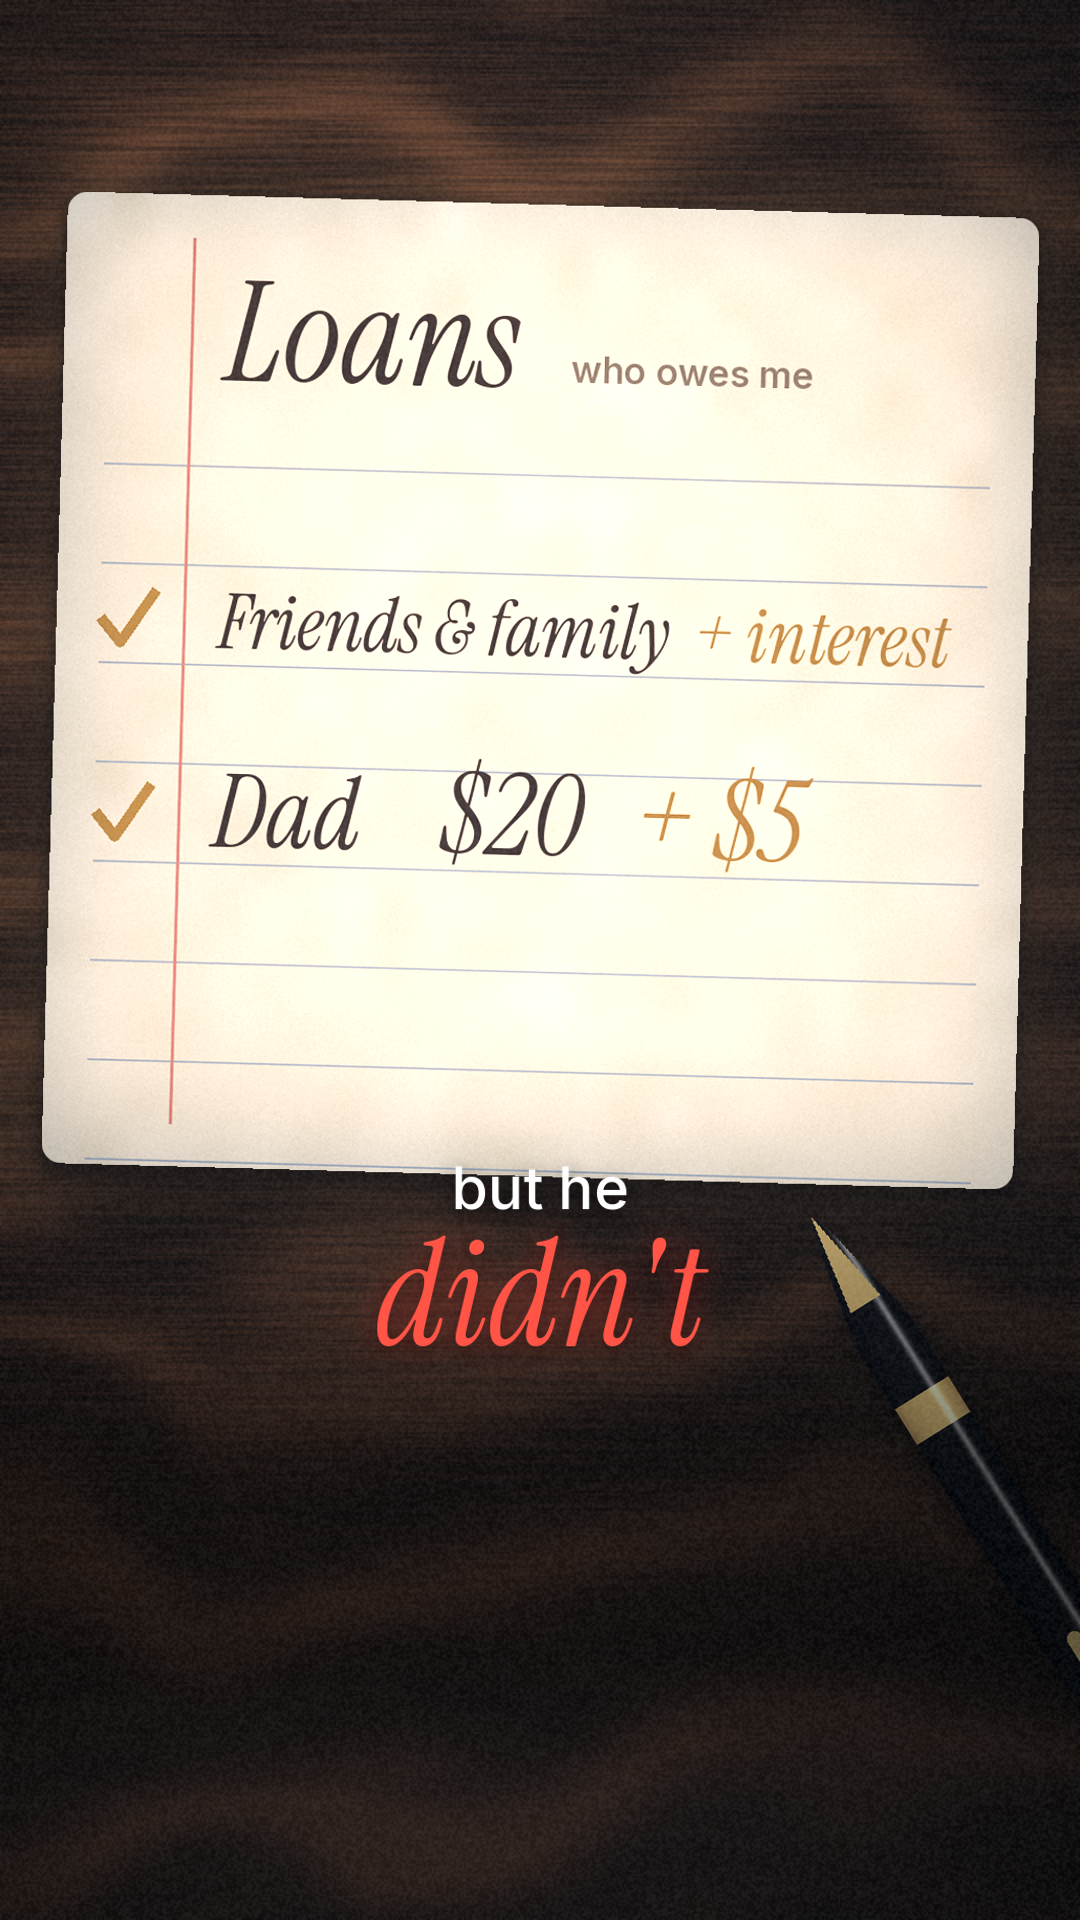 Loans who owes me
Friends & family + interest
Dad $20 + $5
but he
didn't